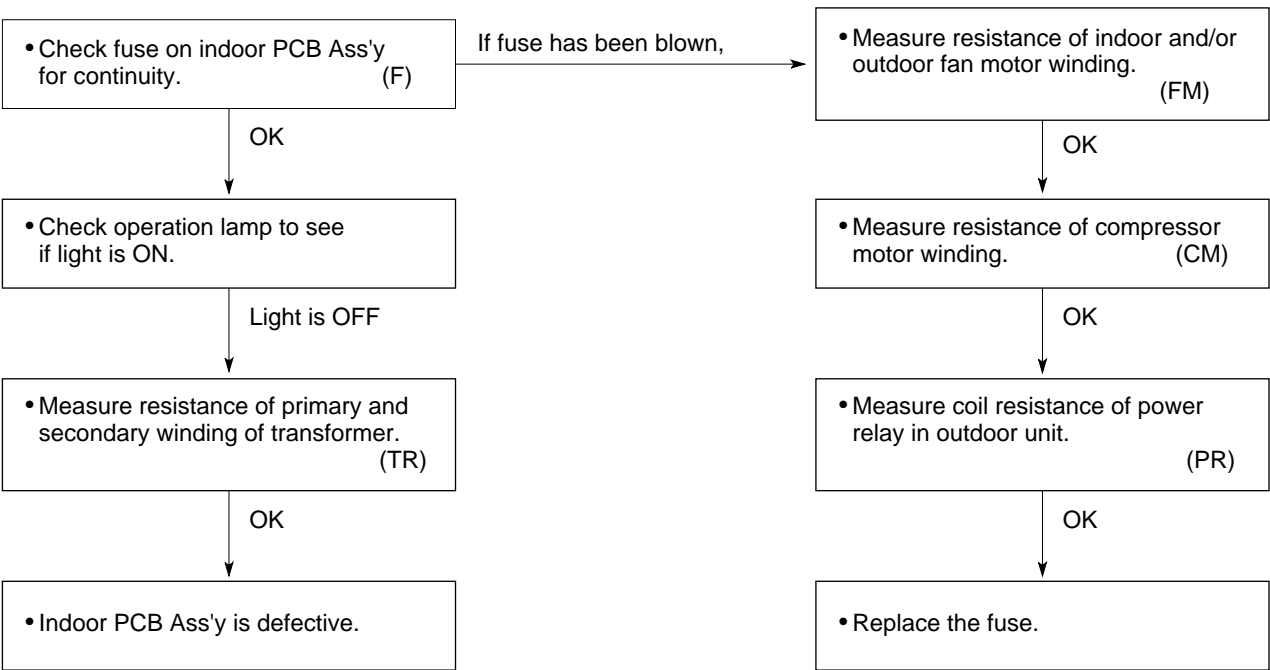 • Check fuse on indoor PCB Ass'y
for continuity. (F)
If fuse has been blown,
• Measure resistance of indoor and/or
outdoor fan motor winding.
(FM)
OK
OK
• Check operation lamp to see
if light is ON.
• Measure resistance of compressor
motor winding. (CM)
Light is OFF
OK
• Measure resistance of primary and
secondary winding of transformer.
(TR)
• Measure coil resistance of power
relay in outdoor unit.
(PR)
OK
OK
• Indoor PCB Ass'y is defective.
• Replace the fuse.